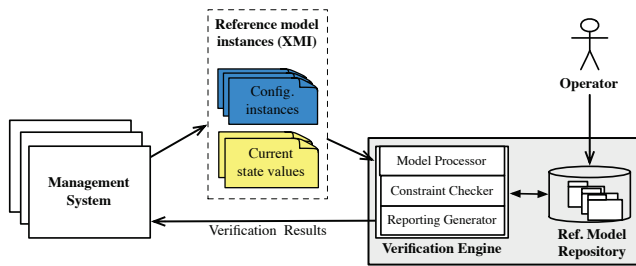 Reference model
instances (XMI)
Config.
instances
Current
state values
Operator
Management
System
Model Processor
Constraint Checker
Reporting Generator
Verification Results
Verification Engine
Ref. Model
Repository